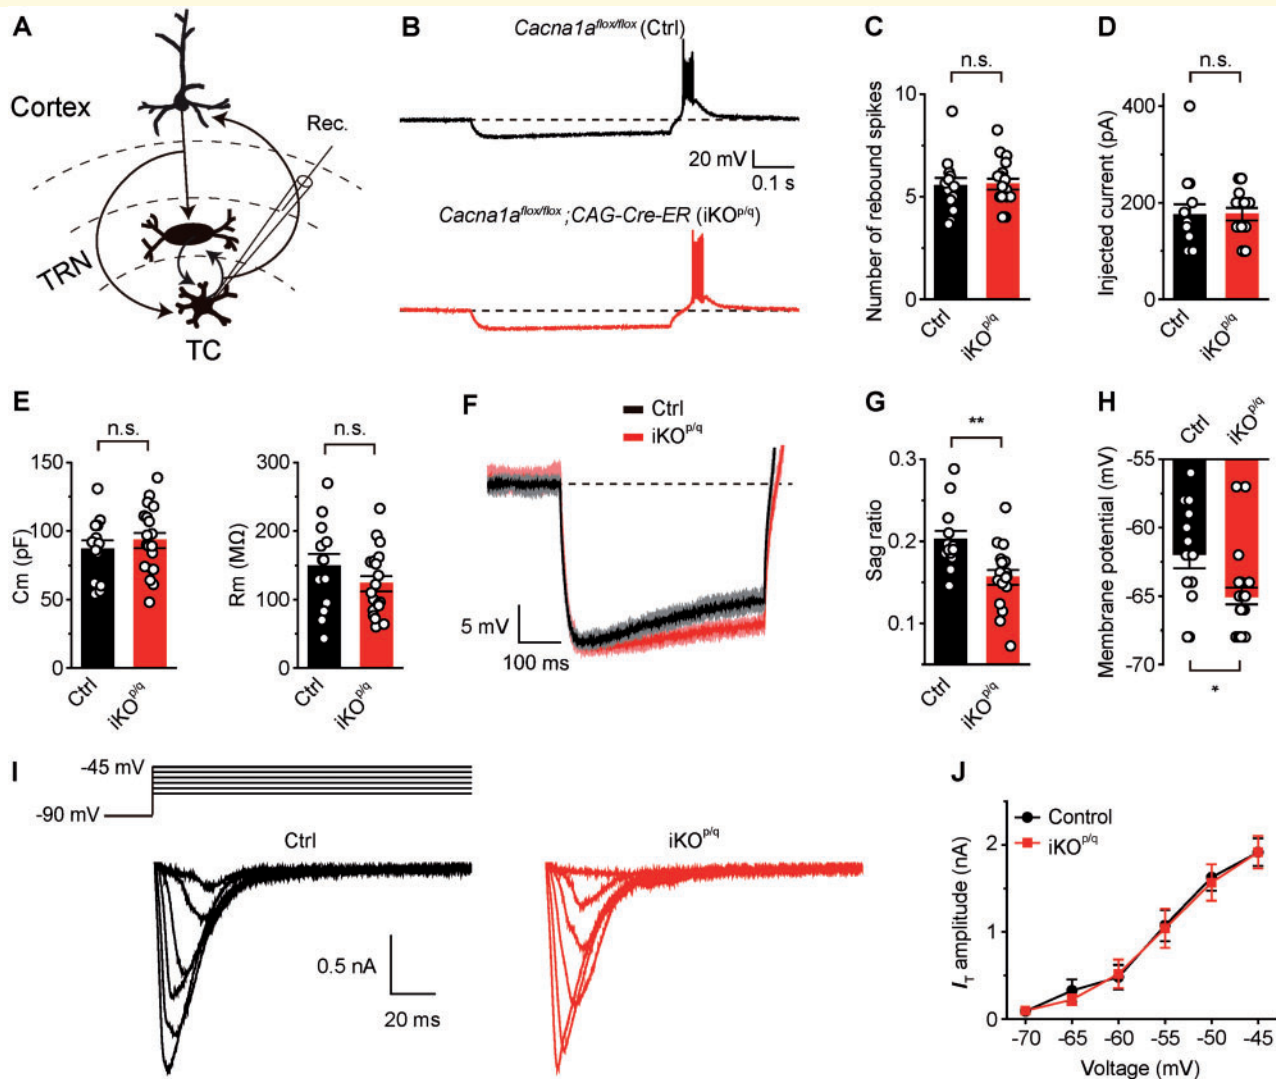 A
Cortex
Rec.
TRN
TC
B
Cacna1a^flox/flox (Ctrl)
20 mV
0.1 s
Cacna1a^flox/flox;CAG-Cre-ER (iKO^p/q)
C
n.s.
Number of rebound spikes
10
5
0
Ctrl
iKO^p/q
D
n.s.
Injected current (pA)
400
200
0
Ctrl
iKO^p/q
E
n.s.
Cm (pF)
150
100
50
0
Ctrl
iKO^p/q
n.s.
Rm (MΩ)
300
200
100
0
Ctrl
iKO^p/q
F
Ctrl
iKO^p/q
5 mV
100 ms
G
**
Sag ratio
0.3
0.2
0.1
Ctrl
iKO^p/q
H
Ctrl
iKO^p/q
Membrane potential (mV)
-55
-60
-65
-70
*
I
-45 mV
-90 mV
Ctrl
iKO^p/q
0.5 nA
20 ms
J
Control
iKO^p/q
I_T amplitude (nA)
2
1
0
-70 -65 -60 -55 -50 -45
Voltage (mV)